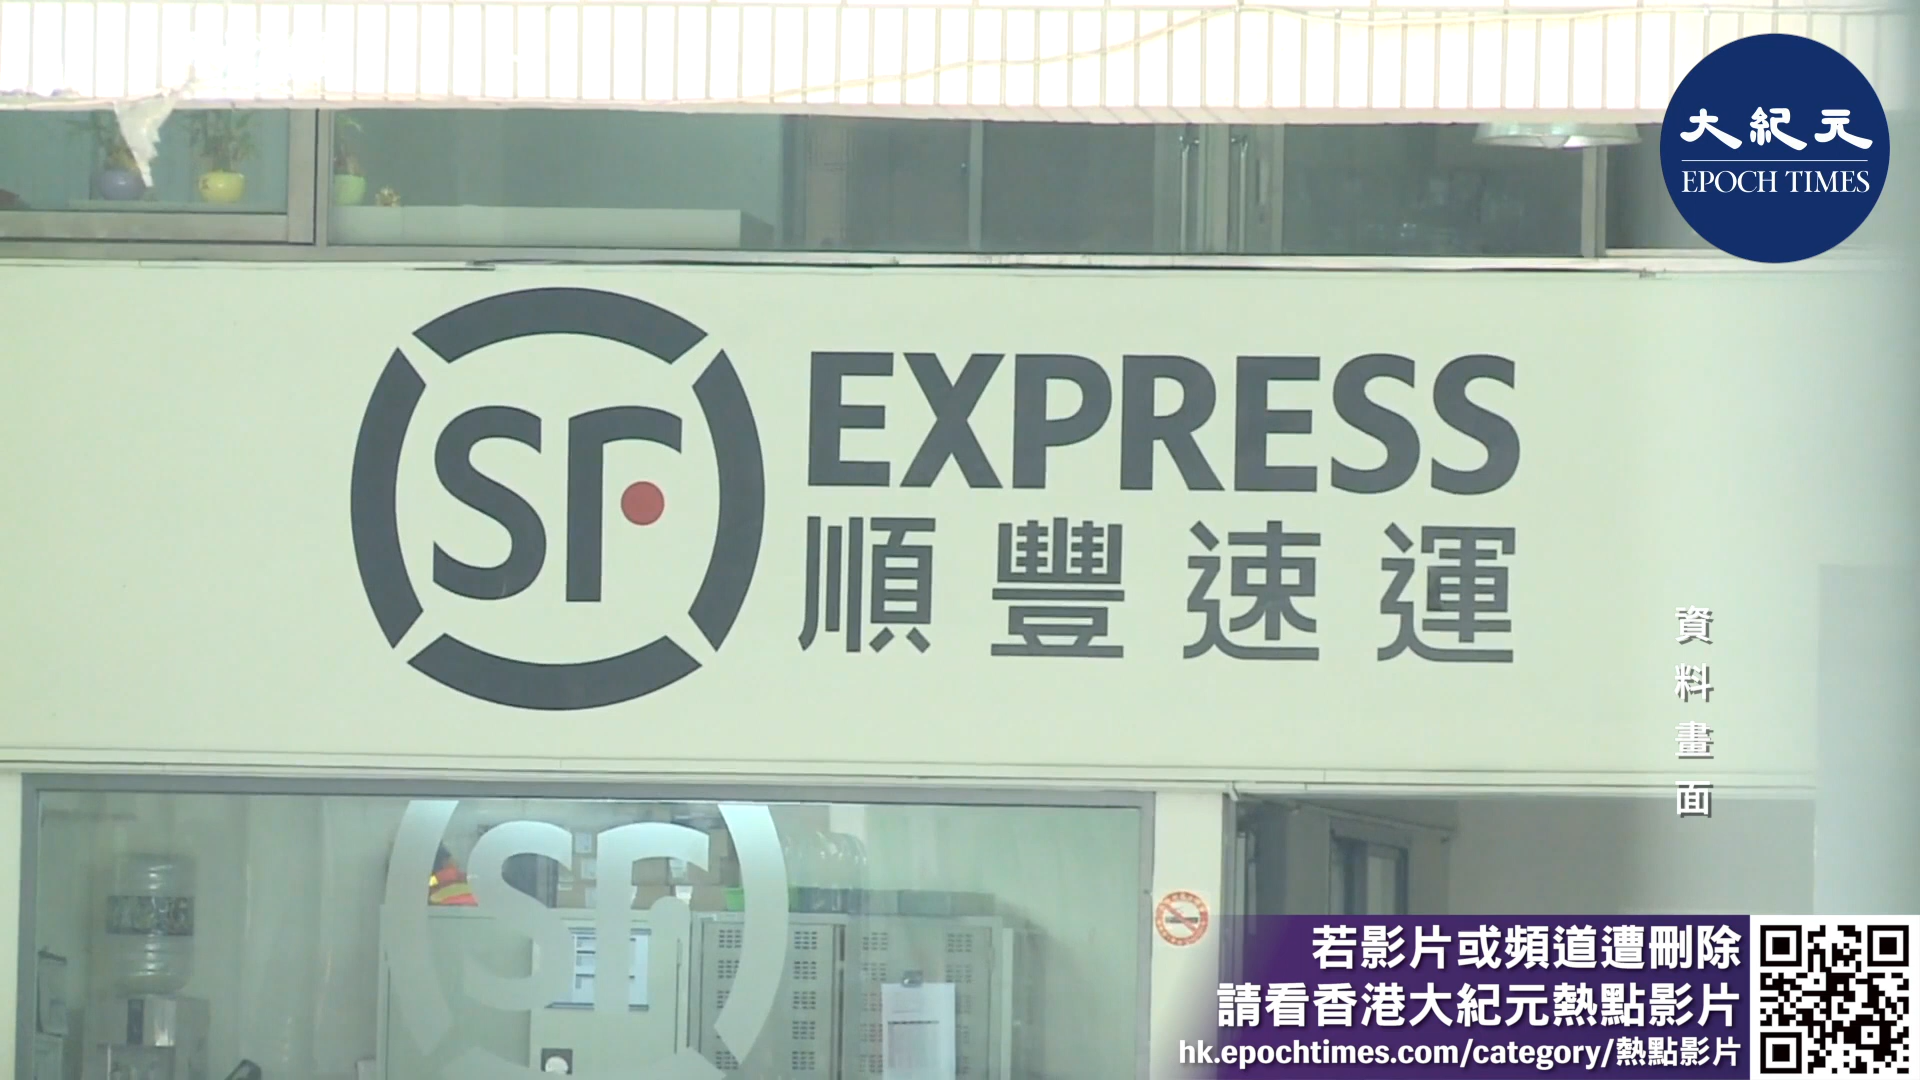 大紀元
EPOCH TIMES
SF EXPRESS
順豐速運
資料畫面
SF
若影片或頻道遭刪除
請看香港大紀元熱點影片
hk.epochtimes.com/category/熱點影片